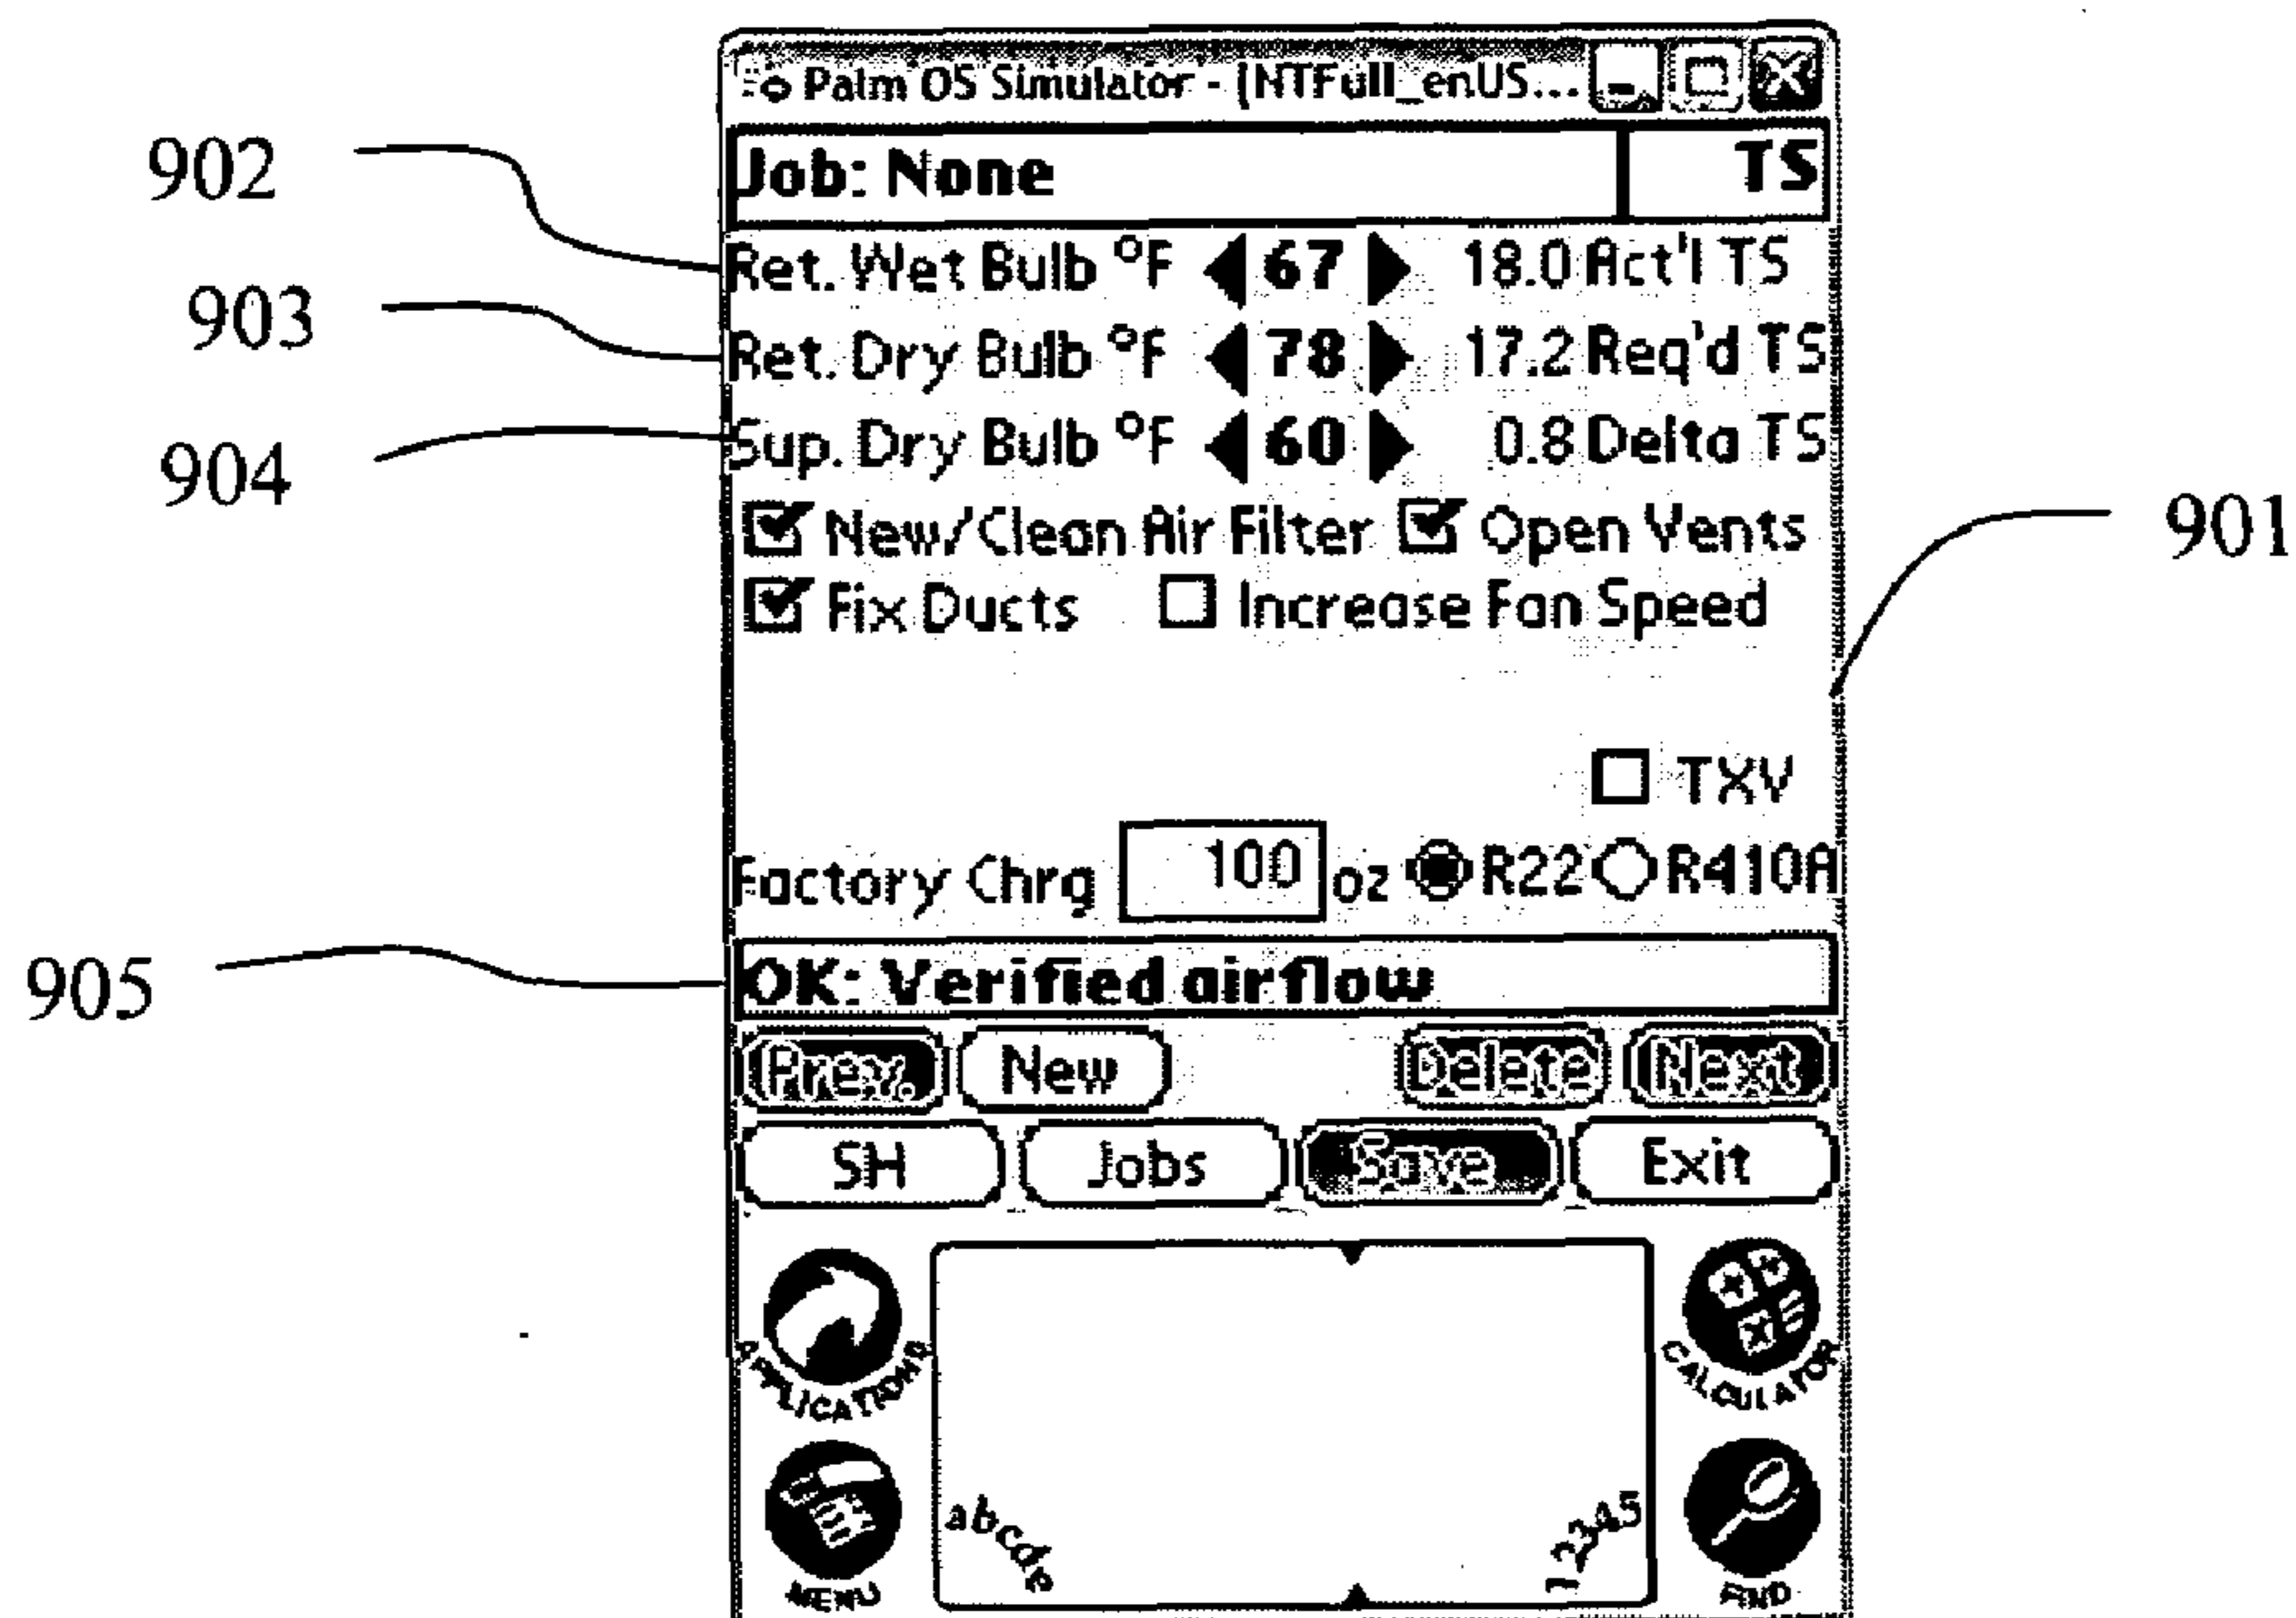 Palm OS Simulator - [NTFull_enUS...
902
Job: None TS
Ret. Wet Bulb °F 67 18.0 Act'l TS
903
Ret. Dry Bulb °F 78 17.2 Req'd TS
904
Sup. Dry Bulb °F 60 0.8 Delta TS
901
New/Clean Air Filter Open Vents
Fix Ducts Increase Fan Speed
TXV
Factory Chrg 100 oz R22 R410A
905
OK: Verified airflow
Prev. New Delete Next
SH Jobs Save Exit
APPLICATIONS CALCULATOR
abcde 12345
MENU FIND